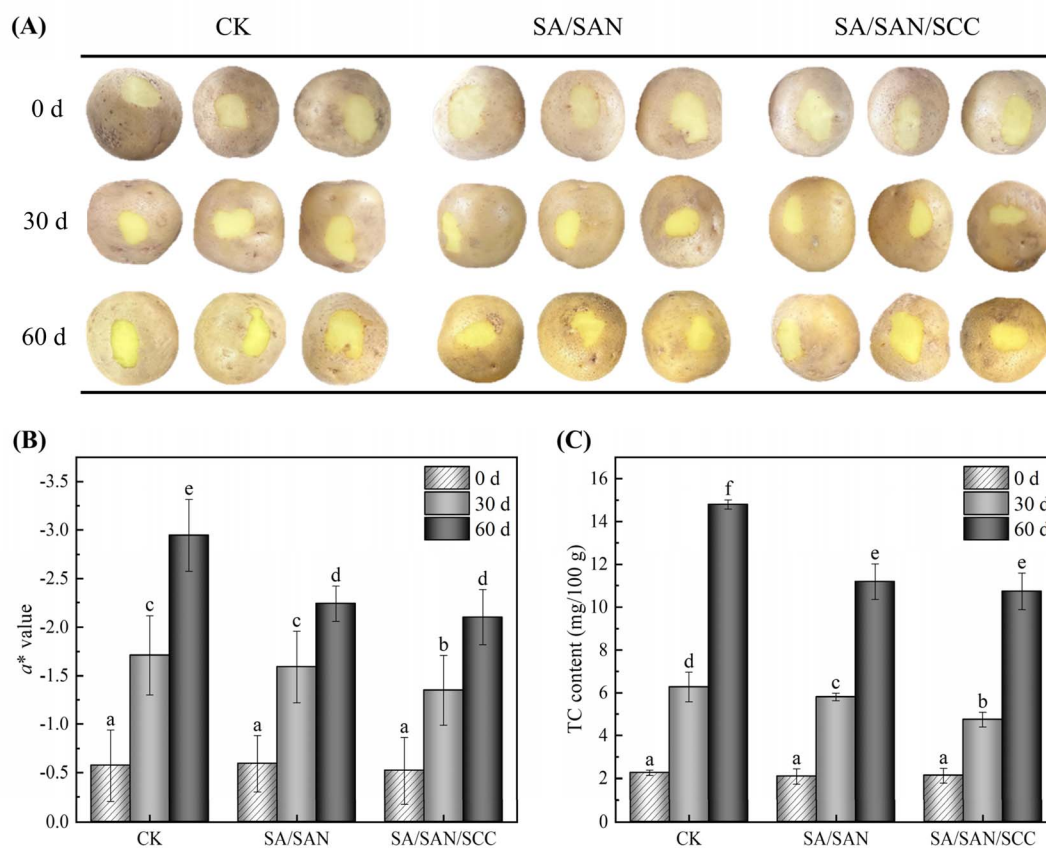 (A) CK SA/SAN SA/SAN/SCC
0 d
30 d
60 d
(B)
-3.5
-3.0
-2.5
-2.0
-1.5
-1.0
-0.5
0.0
a* value
a c e
a c d
a b d
0 d
30 d
60 d
CK SA/SAN SA/SAN/SCC
(C)
16
14
12
10
8
6
4
2
0
TC content (mg/100 g)
a d f
a c e
a b e
0 d
30 d
60 d
CK SA/SAN SA/SAN/SCC